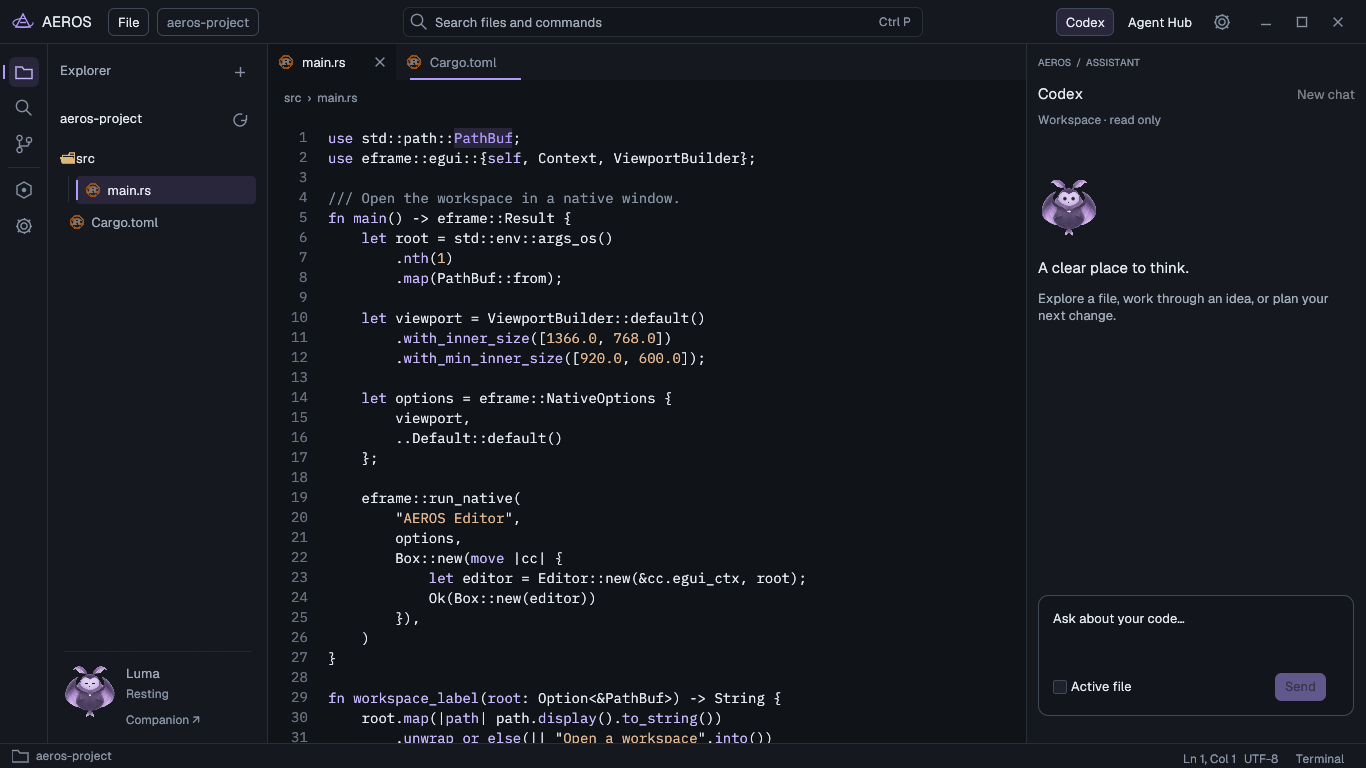 AEROS File aeros-project Search files and commands Ctrl P Codex Agent Hub
Explorer
aeros-project
src
main.rs
Cargo.toml
Luma
Resting
Companion ↗
main.rs Cargo.toml
src › main.rs
1 use std::path::PathBuf;
2 use eframe::egui::{self, Context, ViewportBuilder};
3
4 /// Open the workspace in a native window.
5 fn main() -> eframe::Result {
6     let root = std::env::args_os()
7         .nth(1)
8         .map(PathBuf::from);
9
10     let viewport = ViewportBuilder::default()
11         .with_inner_size([1366.0, 768.0])
12         .with_min_inner_size([920.0, 600.0]);
13
14     let options = eframe::NativeOptions {
15         viewport,
16         ..Default::default()
17     };
18
19     eframe::run_native(
20         "AEROS Editor",
21         options,
22         Box::new(move |cc| {
23             let editor = Editor::new(&cc.egui_ctx, root);
24             Ok(Box::new(editor))
25         }),
26     )
27 }
28
29 fn workspace_label(root: Option<&PathBuf>) -> String {
30     root.map(|path| path.display().to_string())
31         .unwrap_or_else(|| "Open a workspace".into())
AEROS / ASSISTANT
Codex New chat
Workspace · read only
A clear place to think.
Explore a file, work through an idea, or plan your
next change.
Ask about your code…
Active file Send
aeros-project Ln 1, Col 1 UTF-8 Terminal